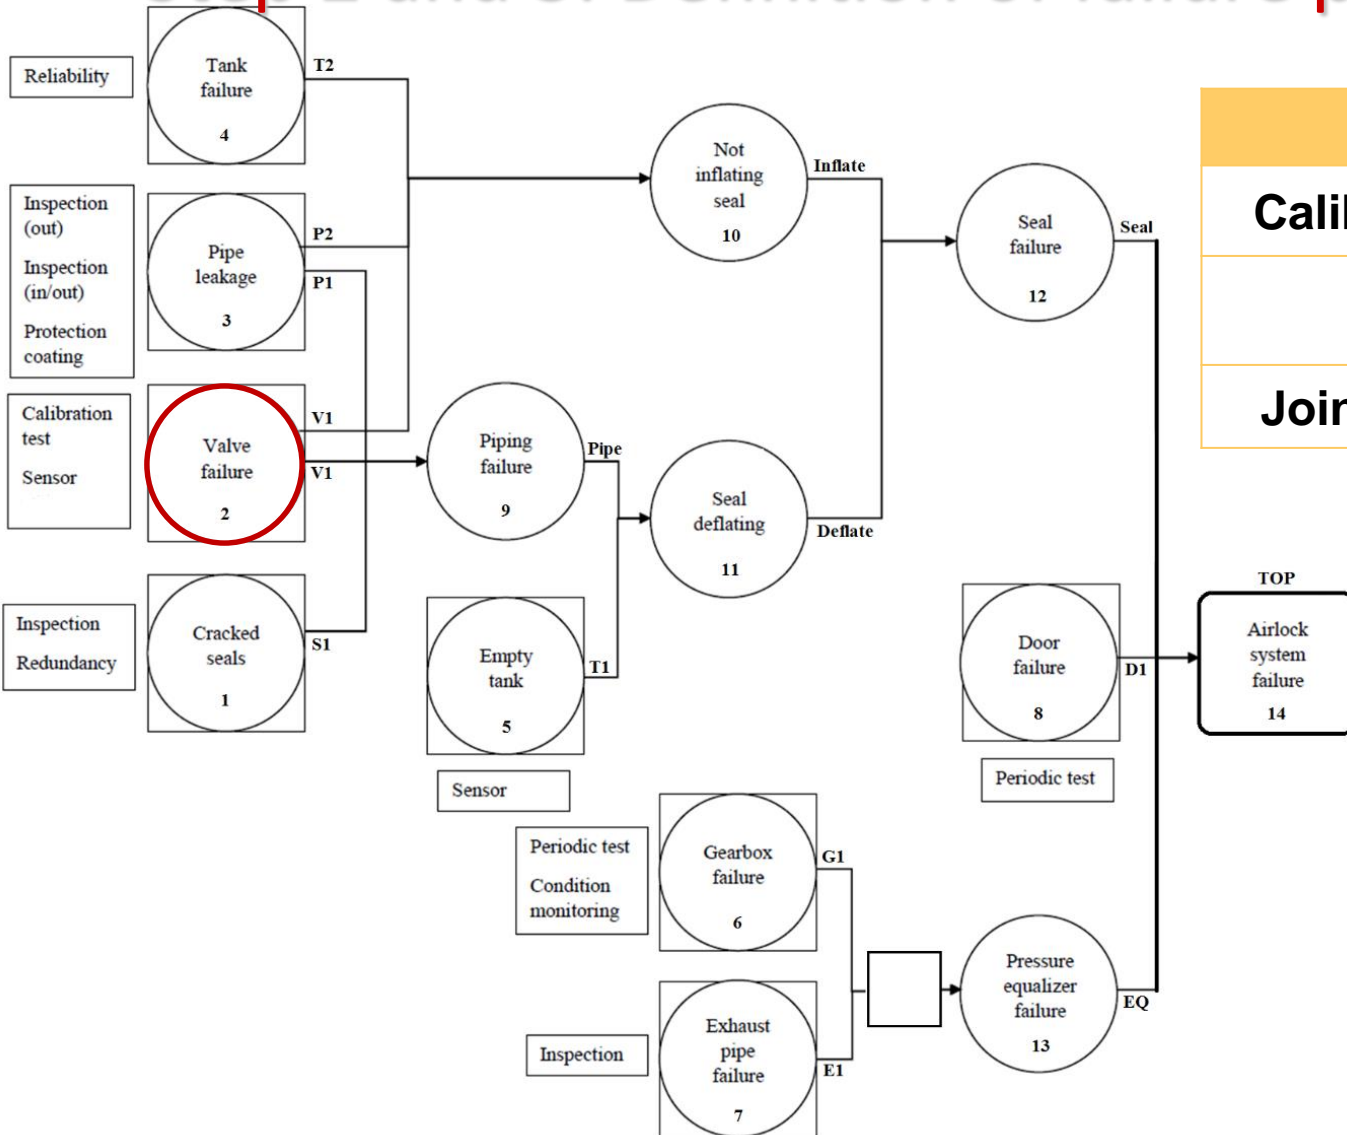 Reliability
Tank
failure
4
T2
Inspection
(out)
Inspection
(in/out)
Protection
coating
Pipe
leakage
3
P2
P1
Calibration
test
Sensor
Valve
failure
2
V1
V1
Inspection
Redundancy
Cracked
seals
1
S1
Piping
failure
9
Pipe
Empty
tank
5
T1
Sensor
Not
inflating
seal
10
Inflate
Seal
deflating
11
Deflate
Seal
failure
12
Seal
Door
failure
8
D1
Periodic test
TOP
Airlock
system
failure
14
Periodic test
Condition
monitoring
Gearbox
failure
6
G1
Inspection
Exhaust
pipe
failure
7
E1
Pressure
equalizer
failure
13
EQ